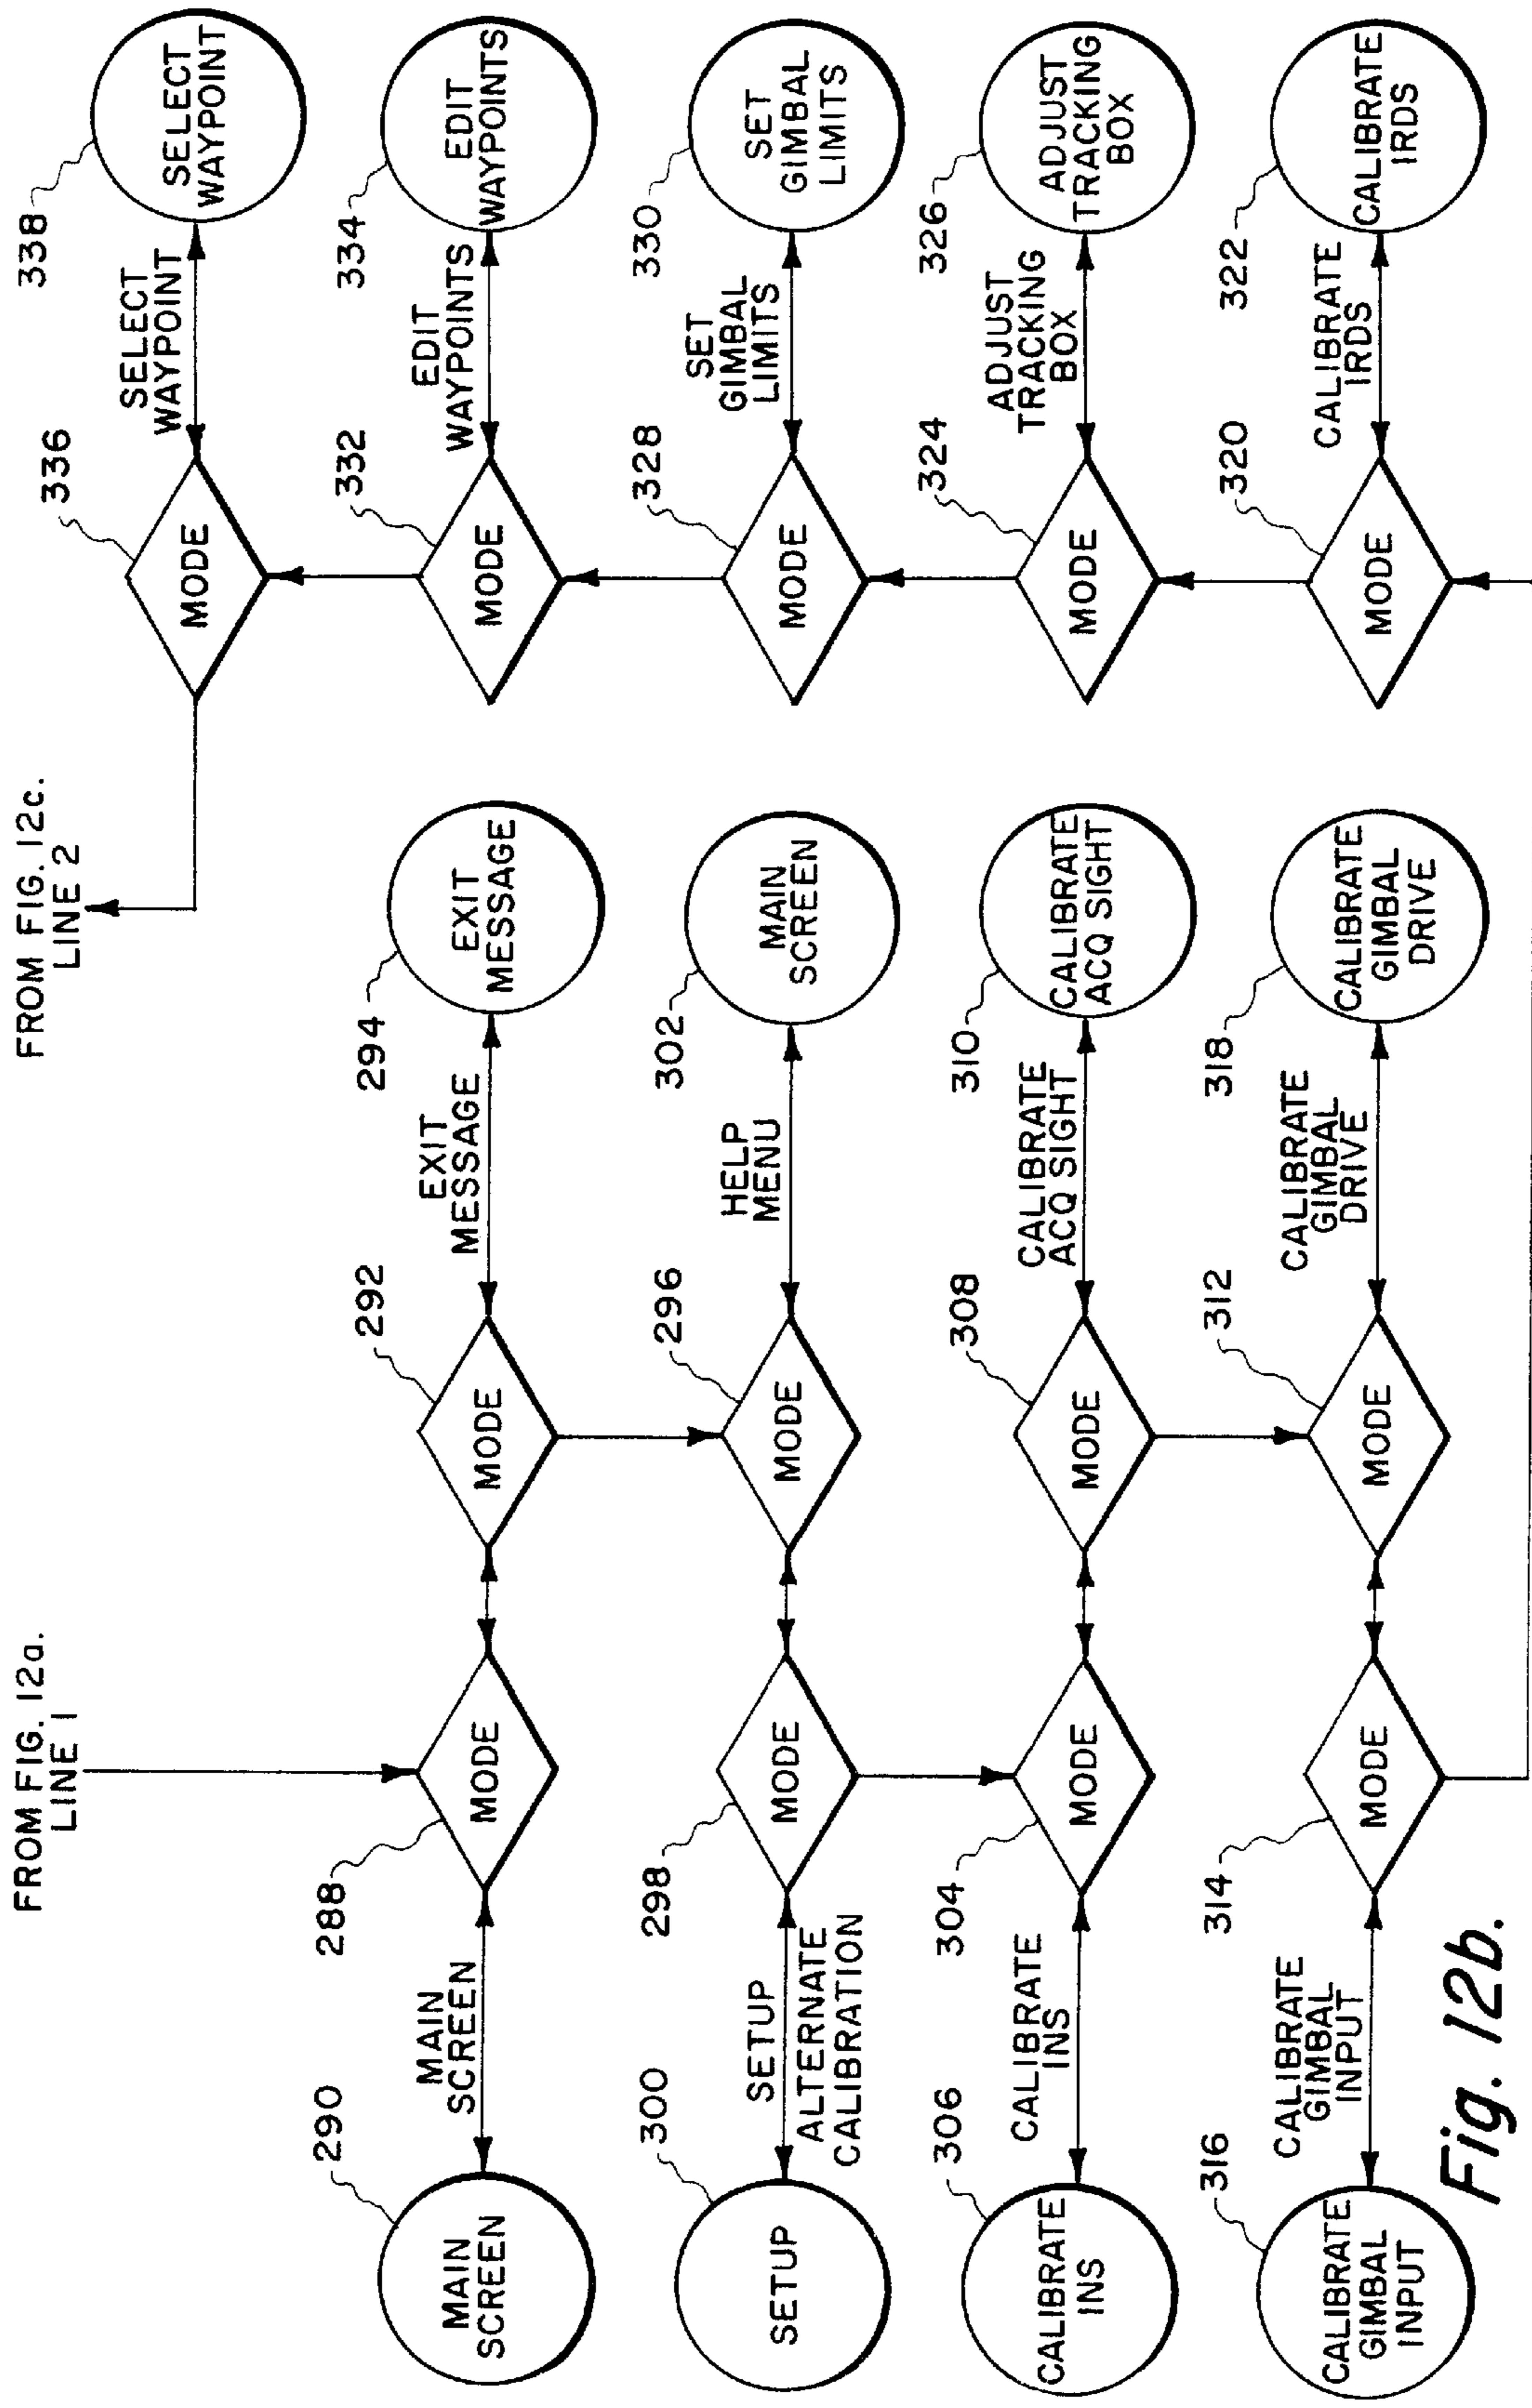 FROM FIG. 12a.
LINE 1
288
MODE
MAIN
SCREEN
290
MAIN
SCREEN
292
MODE
EXIT
MESSAGE
294
EXIT
MESSAGE
296
MODE
HELP
MENU
302
MAIN
SCREEN
298
MODE
SETUP
ALTERNATE
CALIBRATION
300
SETUP
304
MODE
CALIBRATE
INS
306
CALIBRATE
INS
308
MODE
CALIBRATE
ACQ SIGHT
310
CALIBRATE
ACQ SIGHT
312
MODE
CALIBRATE
GIMBAL
DRIVE
318
CALIBRATE
GIMBAL
DRIVE
314
MODE
CALIBRATE
GIMBAL
INPUT
316
CALIBRATE
GIMBAL
INPUT
FROM FIG. 12c.
LINE 2
336
MODE
SELECT
WAYPOINT
338
SELECT
WAYPOINT
332
MODE
EDIT
WAYPOINTS
334
EDIT
WAYPOINTS
328
MODE
SET
GIMBAL
LIMITS
330
SET
GIMBAL
LIMITS
324
MODE
ADJUST
TRACKING
BOX
326
ADJUST
TRACKING
BOX
320
MODE
CALIBRATE
IRDS
322
CALIBRATE
IRDS
Fig. 12b.